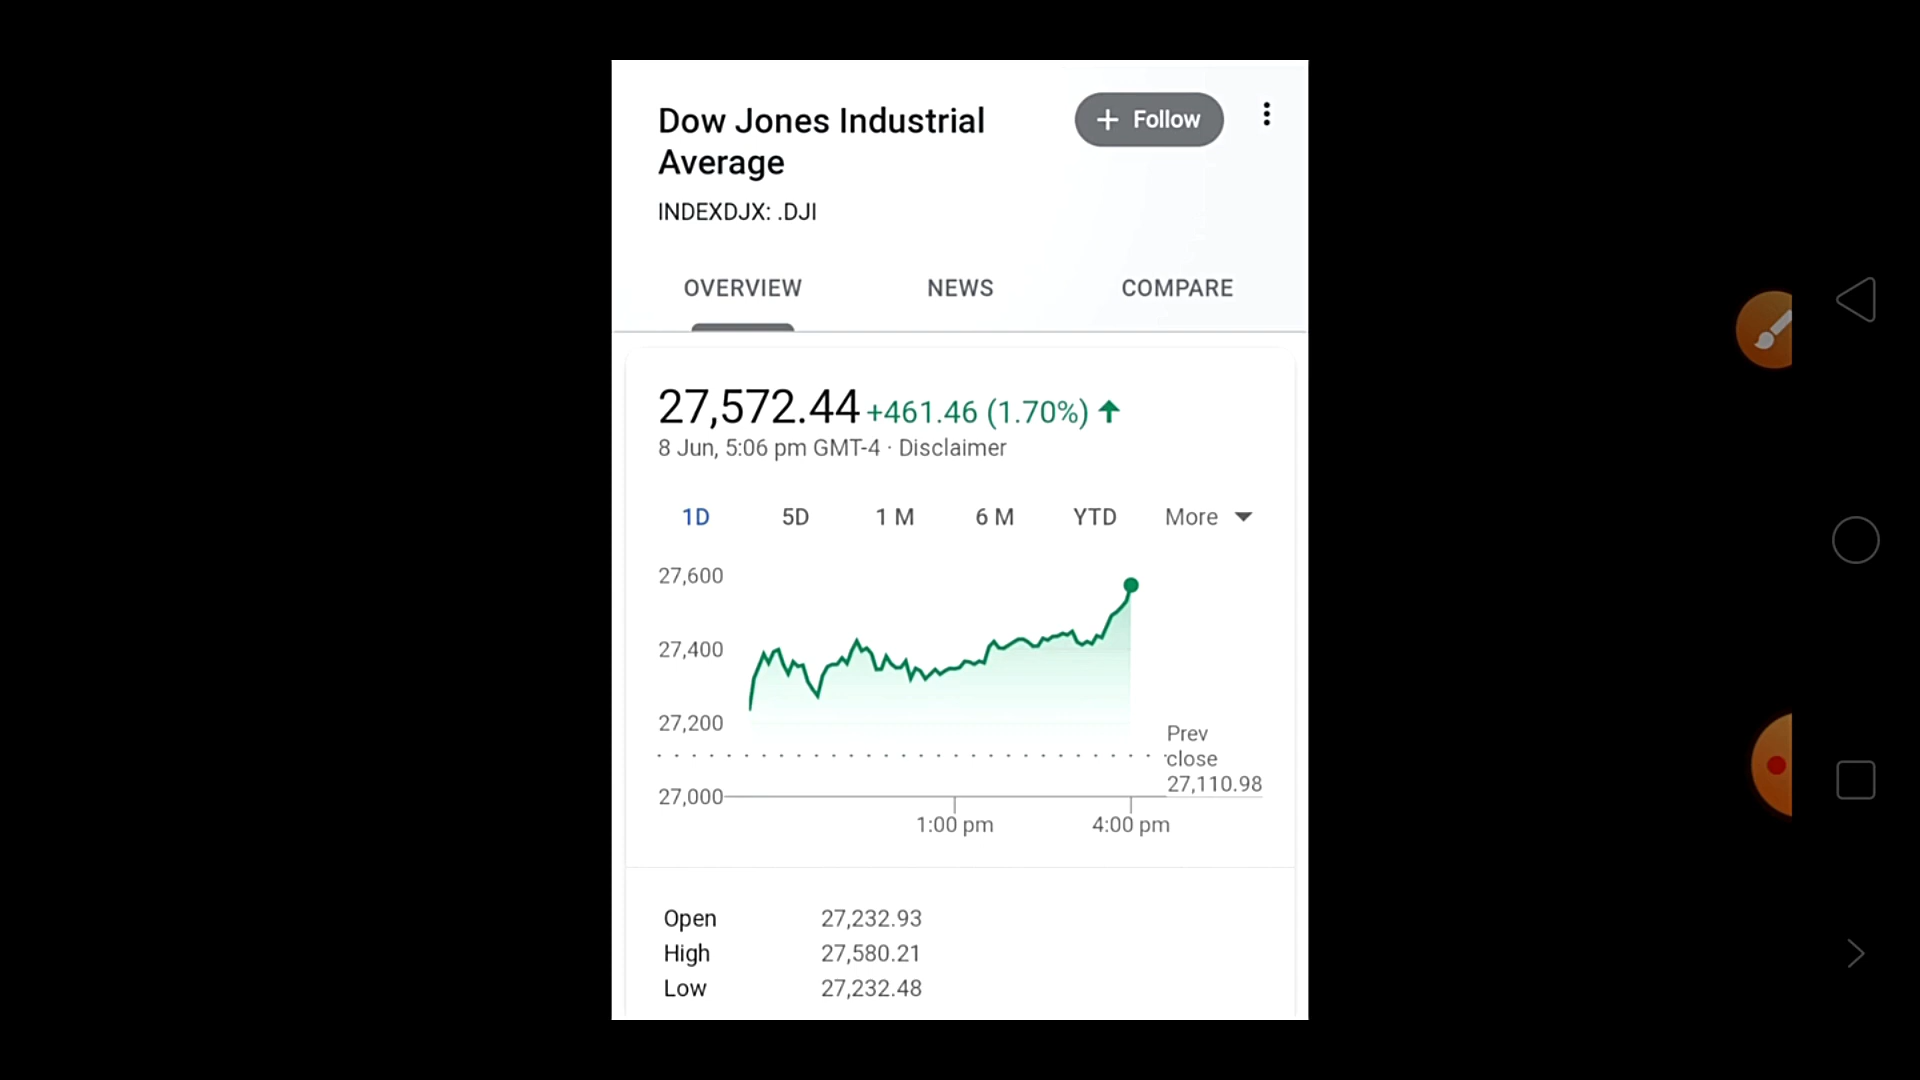 Dow Jones Industrial
Average
+ Follow
INDEXDJX: .DJI
OVERVIEW NEWS COMPARE
27,572.44 +461.46 (1.70%) ↑
8 Jun, 5:06 pm GMT-4 · Disclaimer
1D 5D 1 M 6 M YTD More
27,600
27,400
27,200
Prev
close
27,110.98
27,000
1:00 pm 4:00 pm
Open 27,232.93
High 27,580.21
Low 27,232.48